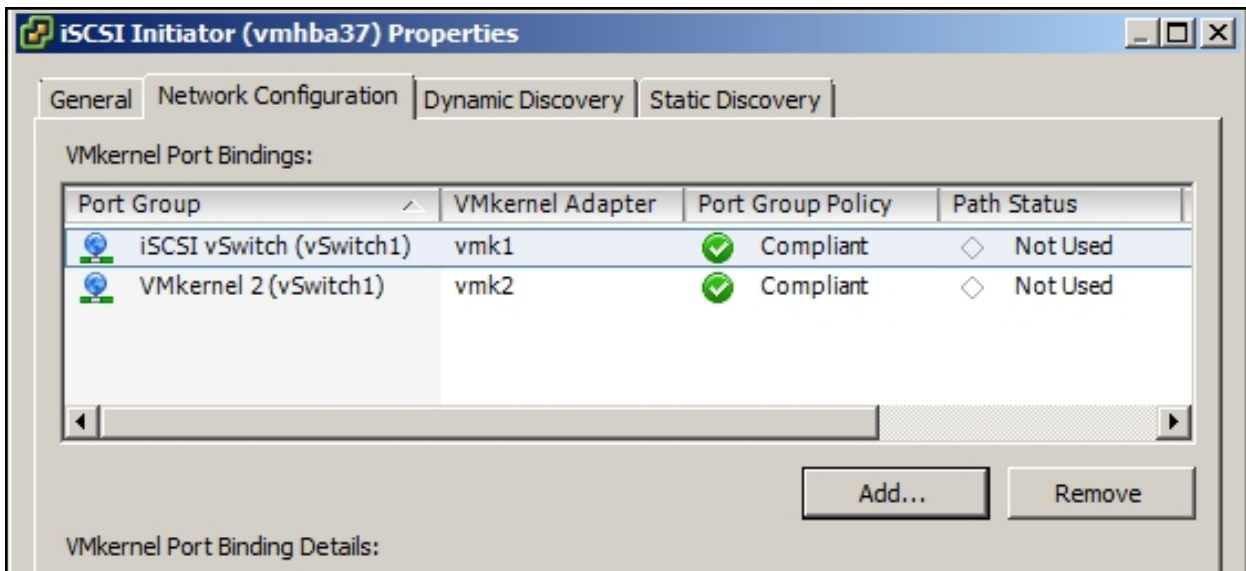 iSCSI Initiator (vmhba37) Properties
General Network Configuration Dynamic Discovery Static Discovery
VMkernel Port Bindings:
Port Group VMkernel Adapter Port Group Policy Path Status
iSCSI vSwitch (vSwitch1) vmk1 Compliant Not Used
VMkernel 2 (vSwitch1) vmk2 Compliant Not Used
Add... Remove
VMkernel Port Binding Details: